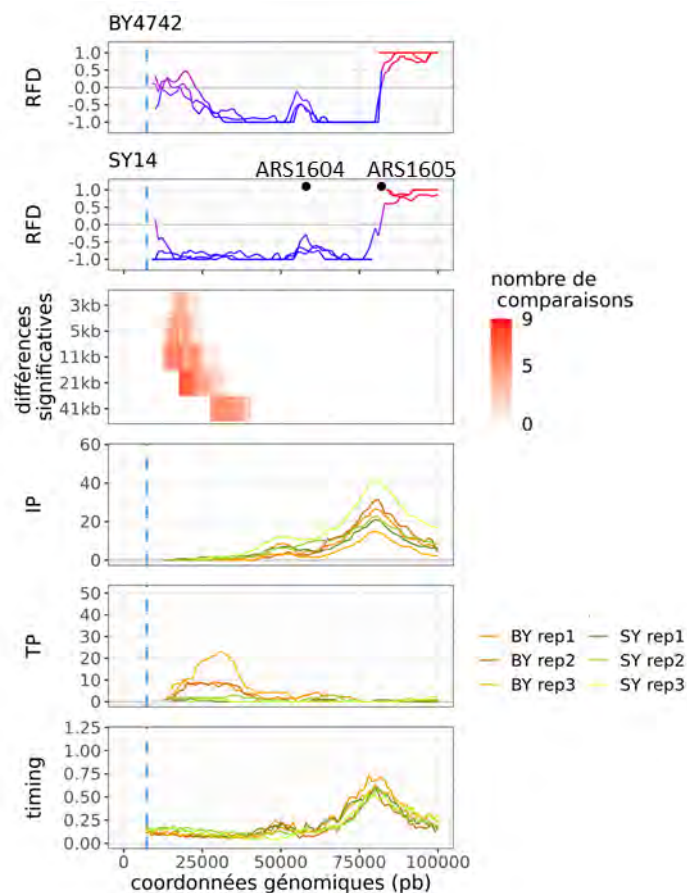 BY4742
RFD
1.0
0.5
0.0
-0.5
-1.0
SY14
ARS1604 ARS1605
RFD
1.0
0.5
0.0
-0.5
-1.0
différences
significatives
3kb
5kb
11kb
21kb
41kb
nombre de
comparaisons
9
5
0
IP
60
40
20
0
TP
50
40
30
20
10
0
BY rep1 SY rep1
BY rep2 SY rep2
BY rep3 SY rep3
timing
1.25
1.00
0.75
0.50
0.25
0.00
0 25000 50000 75000 100000
coordonnées génomiques (pb)